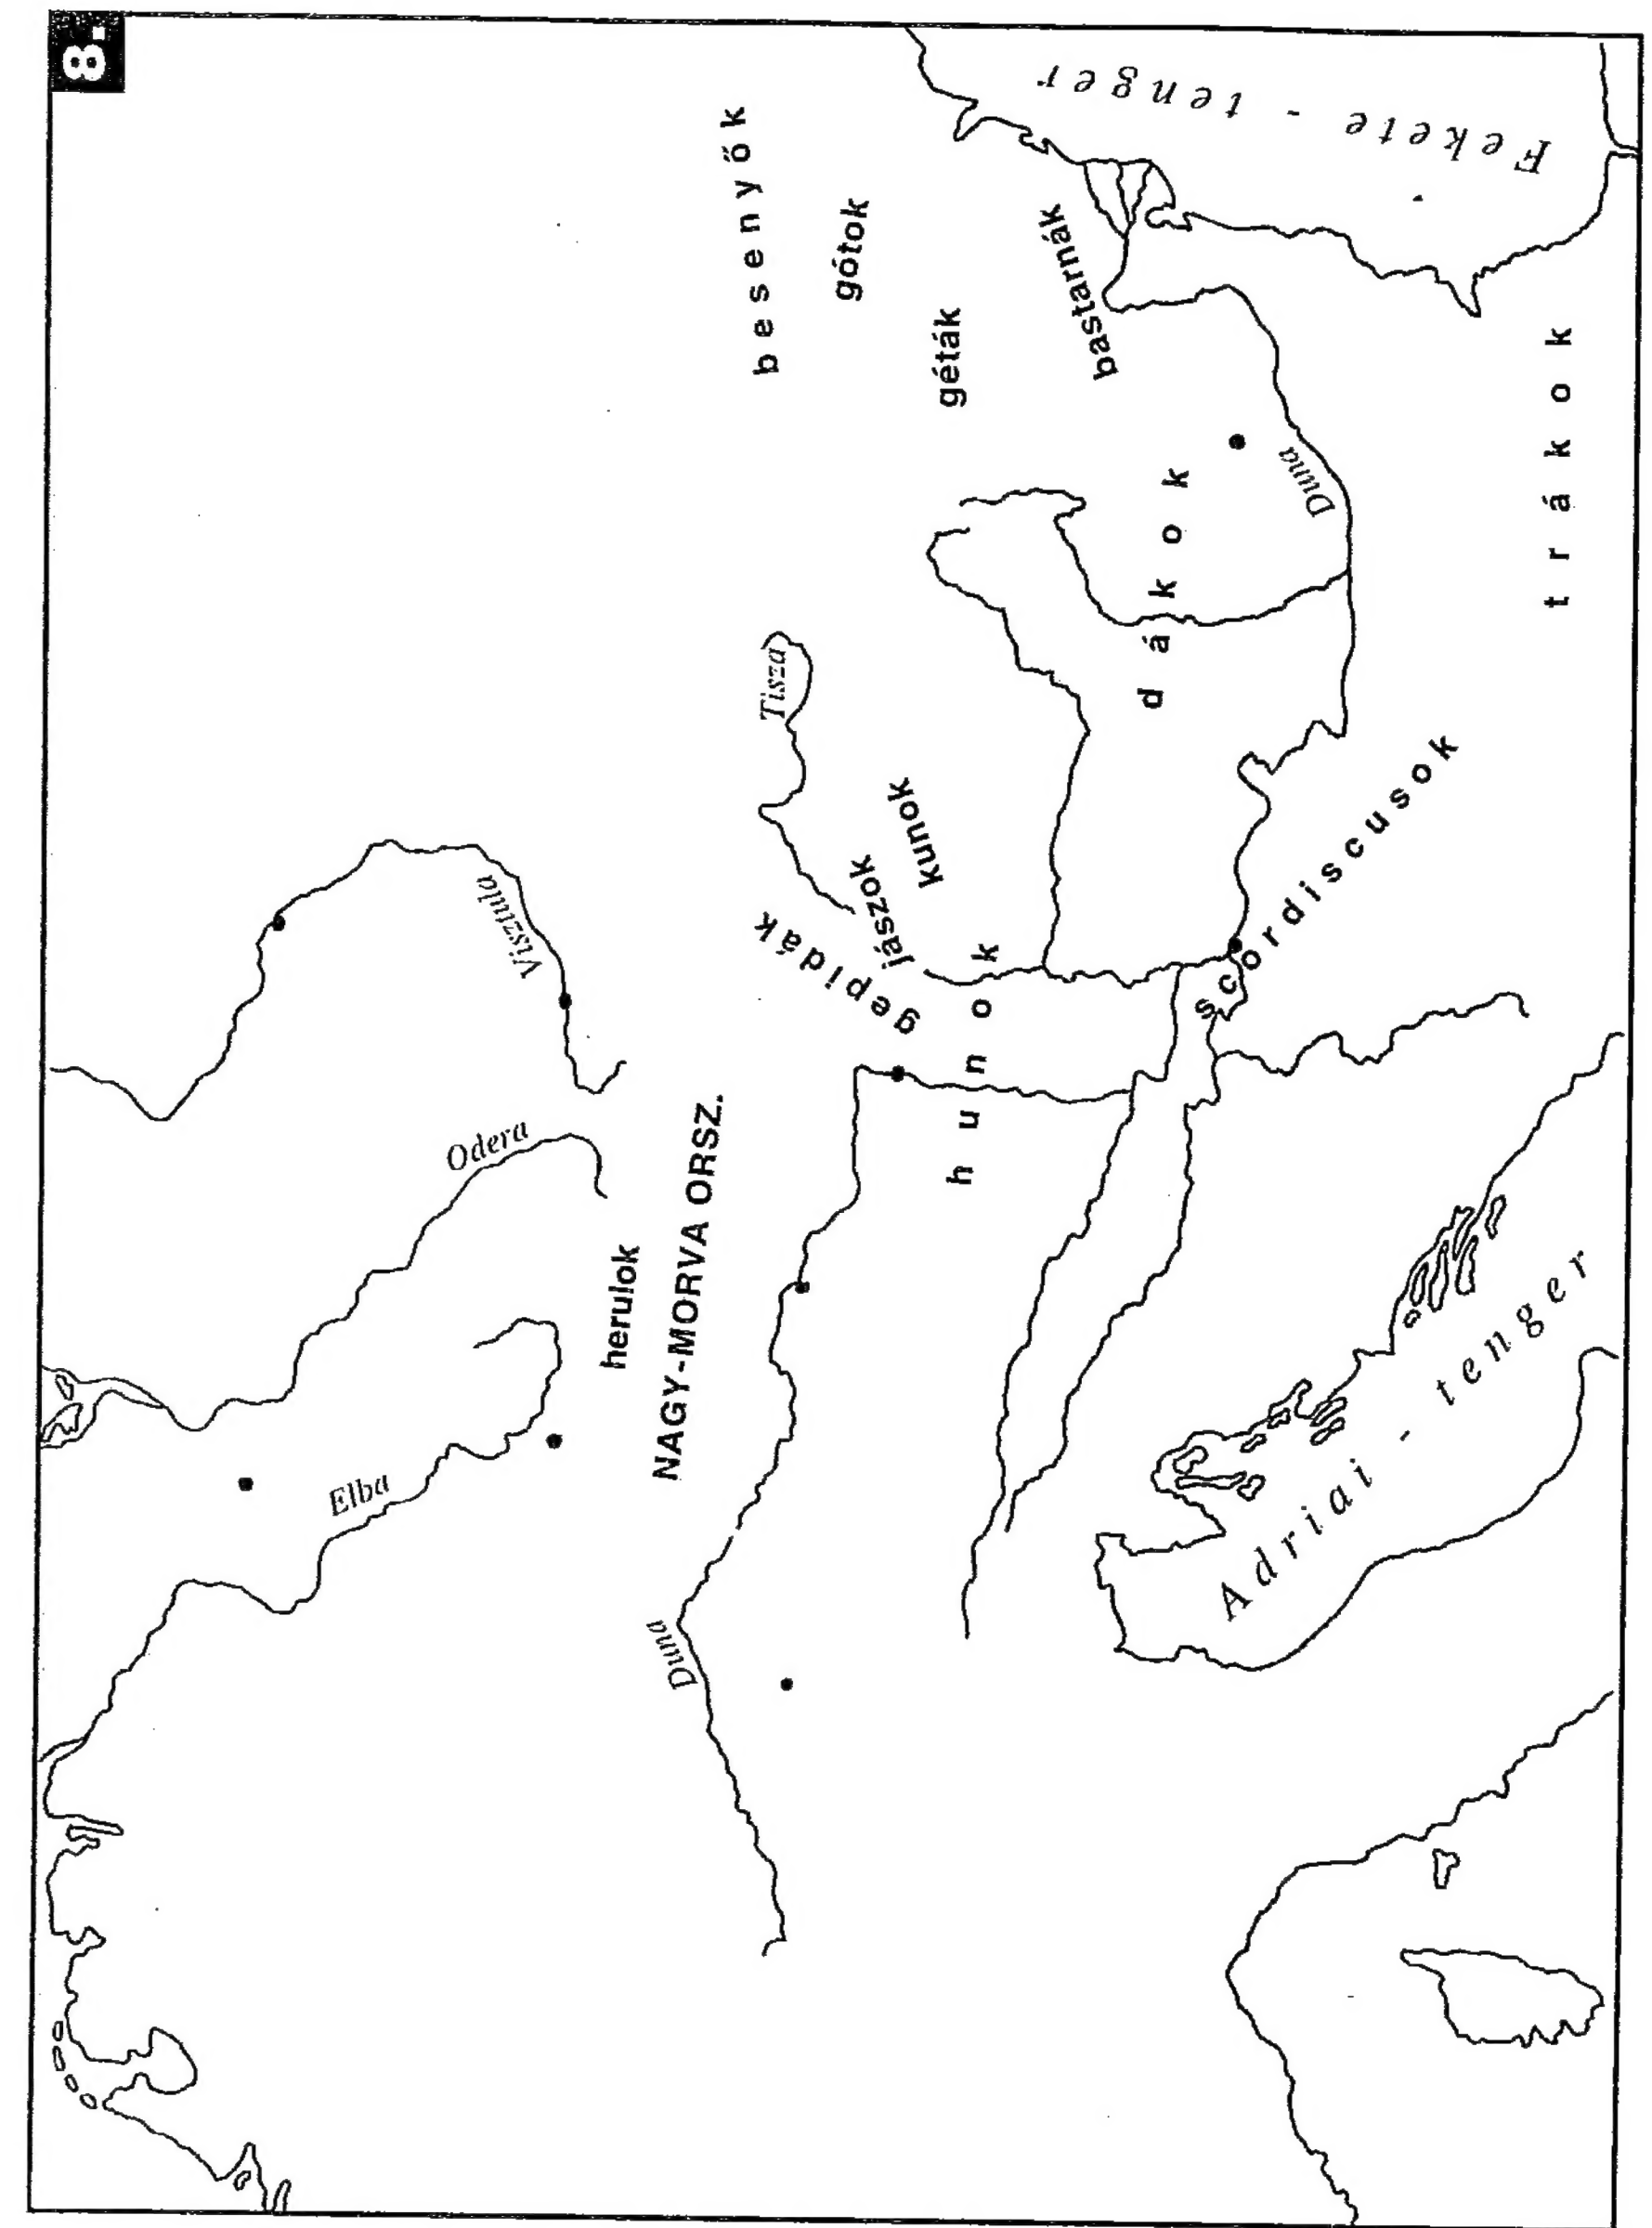 8.
Visztula
Odera
Elba
herulok
NAGY-MORVA ORSZ.
Duna
Tisza
besenyők
gótok
géták
bastarnák
gepidák
jászok
kunok
hunok
dákok
Duna
scordiscusok
trákok
Adriai - tenger
Fekete - tenger